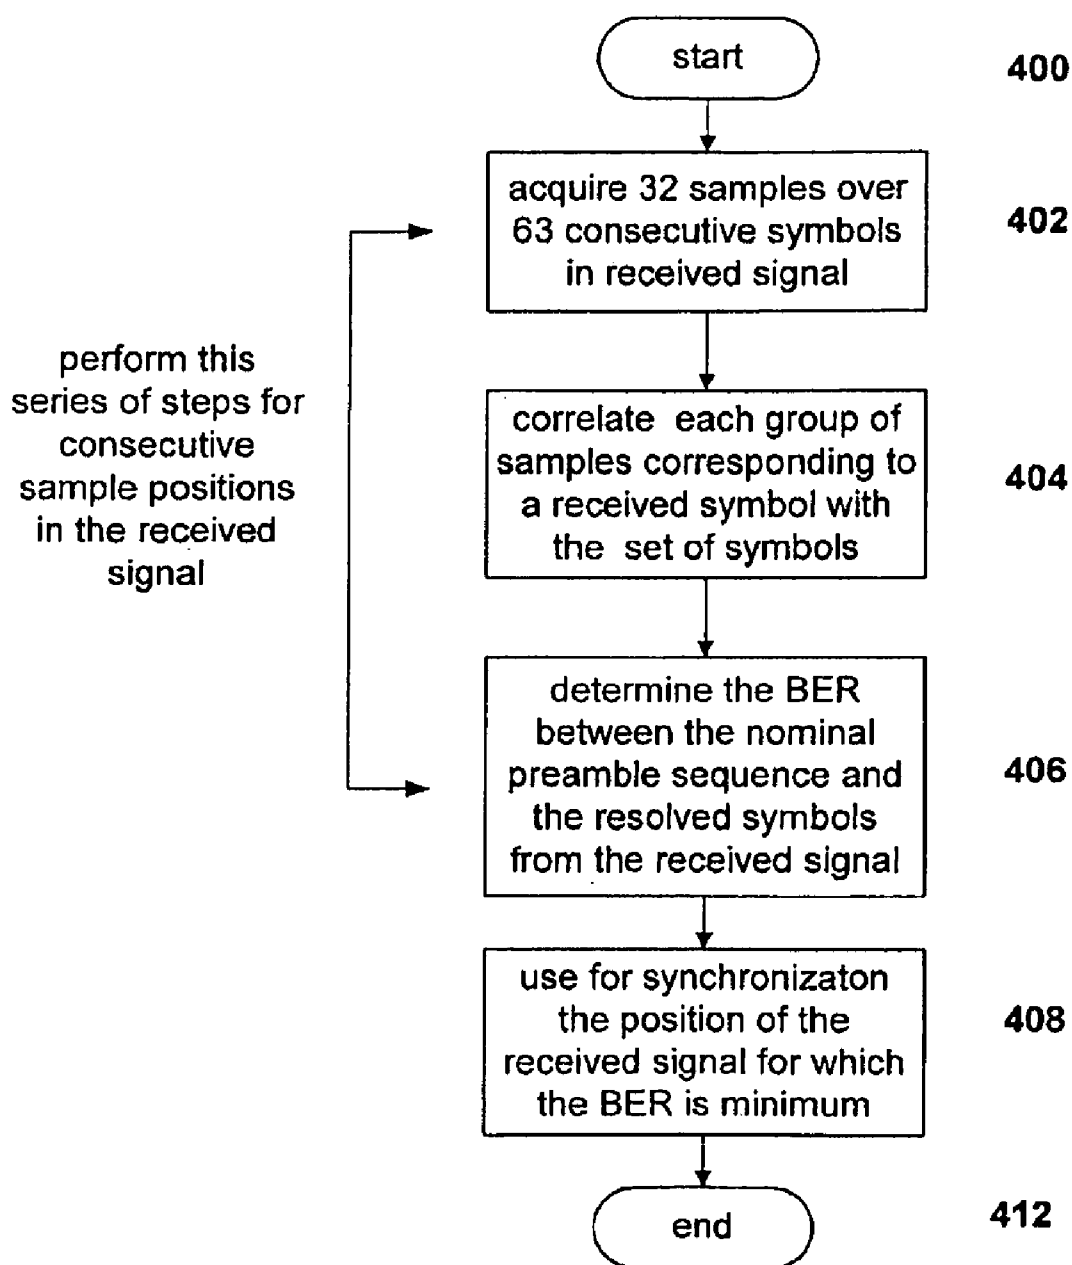 start
400
acquire 32 samples over
63 consecutive symbols
in received signal
402
perform this
series of steps for
consecutive
sample positions
in the received
signal
correlate each group of
samples corresponding to
a received symbol with
the set of symbols
404
determine the BER
between the nominal
preamble sequence and
the resolved symbols
from the received signal
406
use for synchronizaton
the position of the
received signal for which
the BER is minimum
408
end
412